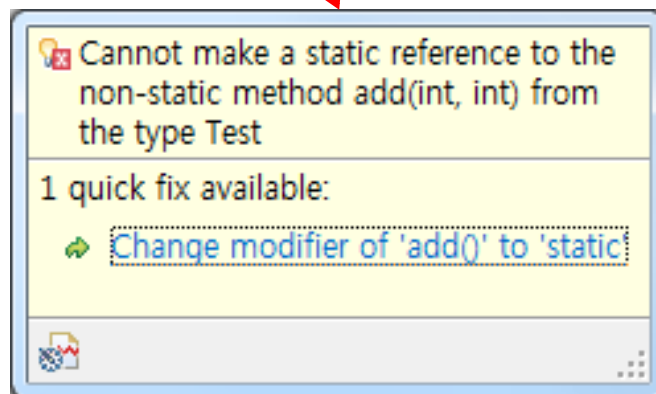 Cannot make a static reference to the
non-static method add(int, int) from
the type Test
1 quick fix available:
Change modifier of 'add()' to 'static'